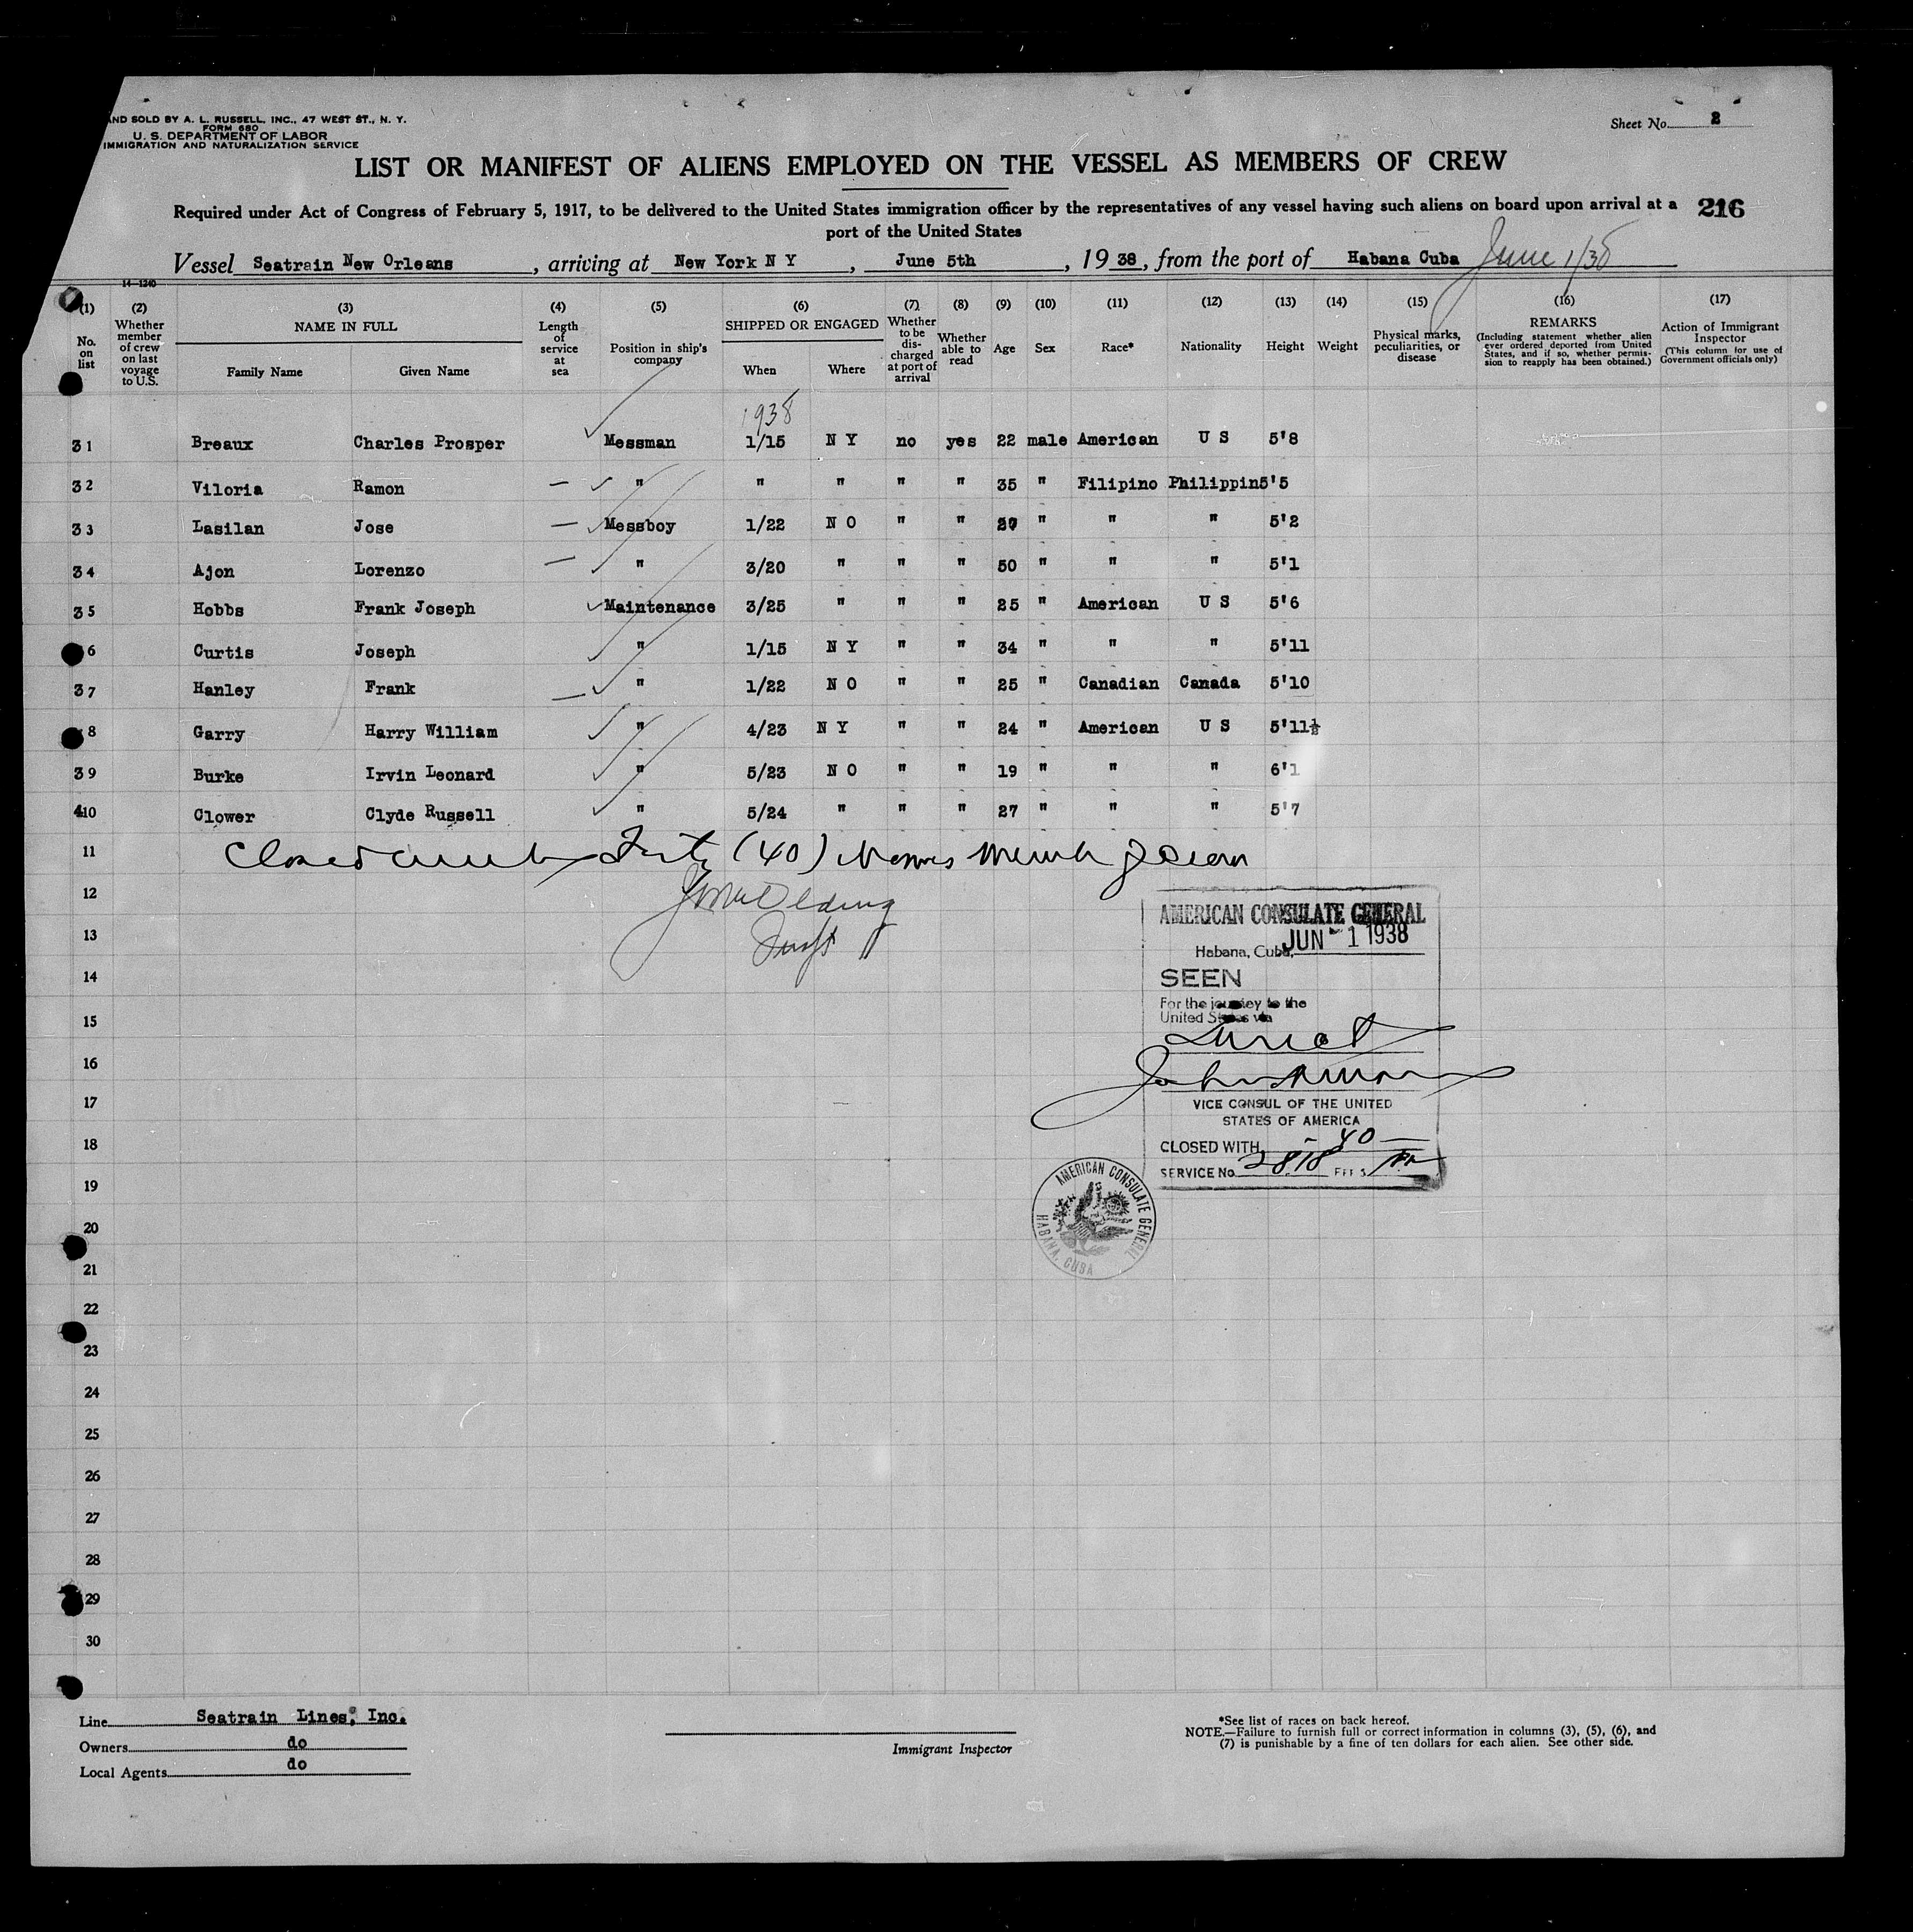 AND SOLD BY A. L. RUSSELL, INC., 47 WEST ST., N. Y.
FORM 680
U. S. DEPARTMENT OF LABOR
IMMIGRATION AND NATURALIZATION SERVICE
Sheet No. 2
LIST OR MANIFEST OF ALIENS EMPLOYED ON THE VESSEL AS MEMBERS OF CREW
Required under Act of Congress of February 5, 1917, to be delivered to the United States immigration officer by the representatives of any vessel having such aliens on board upon arrival at a
port of the United States
216
Vessel Seatrain New Orleans, arriving at New York N Y, June 5th, 1938, from the port of Habana Cuba June 1/38
14-1240
(1) No. on list
(2) Whether member of crew on last voyage to U.S.
(3) NAME IN FULL Family Name Given Name
(4) Length of service at sea
(5) Position in ship's company
(6) SHIPPED OR ENGAGED When Where
(7) Whether to be discharged at port of arrival
(8) Whether able to read
(9) Age
(10) Sex
(11) Race*
(12) Nationality
(13) Height
(14) Weight
(15) Physical marks, peculiarities, or disease
(16) REMARKS (Including statement whether alien ever ordered deported from United States, and if so, whether permission to reapply has been obtained.)
(17) Action of Immigrant Inspector (This column for use of Government officials only)
1938
31 Breaux Charles Prosper Messman 1/15 N Y no yes 22 male American U S 5'8
32 Viloria Ramon — " " " " " 35 " Filipino Philippin 5'5
33 Lasilan Jose — Messboy 1/22 N O " " " " " 5'2
34 Ajon Lorenzo — " 3/20 " " " 50 " " " 5'1
35 Hobbs Frank Joseph Maintenance 3/25 " " " 25 " American U S 5'6
6 Curtis Joseph " 1/15 N Y " " 34 " " " 5'11
37 Hanley Frank — " 1/22 N O " " 25 " Canadian Canada 5'10
8 Garry Harry William " 4/23 N Y " " 24 " American U S 5'11½
39 Burke Irvin Leonard " 5/23 N O " " 19 " " " 6'1
40 Clower Clyde Russell " 5/24 " " " 27 " " " 5'7
11 Closed (40) Names
12
13
14
15
16
17
18
19
20
21
22
23
24
25
26
27
28
29
30
AMERICAN CONSULATE GENERAL
Habana, Cuba, JUN - 1 1938
SEEN
For the journey to the
United States via
VICE CONSUL OF THE UNITED
STATES OF AMERICA
CLOSED WITH - 40 -
SERVICE No. 2818 FEES
AMERICAN CONSULATE GENERAL
HABANA, CUBA
Line Seatrain Lines, Inc.
Owners do
Local Agents do
Immigrant Inspector
*See list of races on back hereof.
NOTE.—Failure to furnish full or correct information in columns (3), (5), (6), and
(7) is punishable by a fine of ten dollars for each alien. See other side.